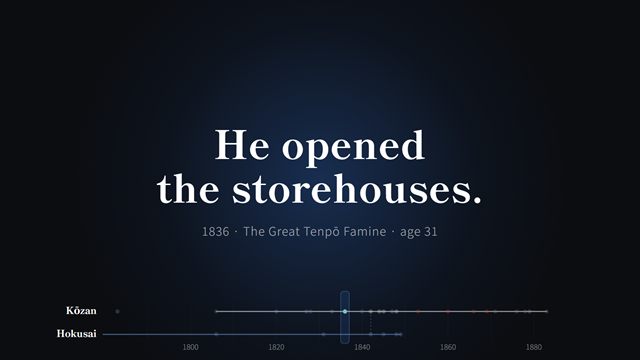 He opened
the storehouses.
1836 · The Great Tenpō Famine · age 31
Kōzan
Hokusai
1800 1820 1840 1860 1880